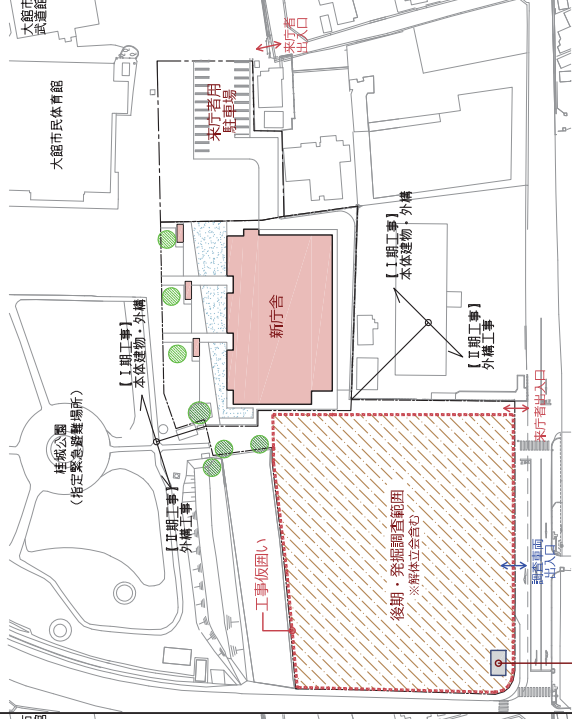 大館市
武道館
大館市民体育館
来庁者
出入口
来庁者用
駐車場
【Ⅰ期工事】
本体建物・外構
【Ⅱ期工事】
外構工事
新庁舎
【Ⅰ期工事】
本体建物・外構
桂城公園
（指定緊急避難場所）
【Ⅱ期工事】
外構工事
来庁者出入口
工事仮囲い
後期・発掘調査範囲
※解体立会含む
調査車両
出入口